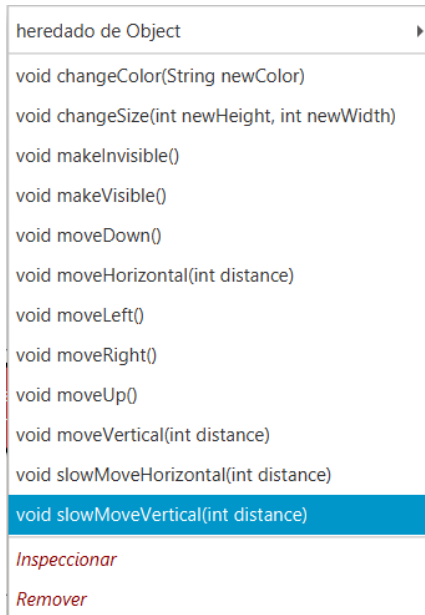 heredado de Object
void changeColor(String newColor)
void changeSize(int newHeight, int newWidth)
void makeInvisible()
void makeVisible()
void moveDown()
void moveHorizontal(int distance)
void moveLeft()
void moveRight()
void moveUp()
void moveVertical(int distance)
void slowMoveHorizontal(int distance)
void slowMoveVertical(int distance)
Inspeccionar
Remover